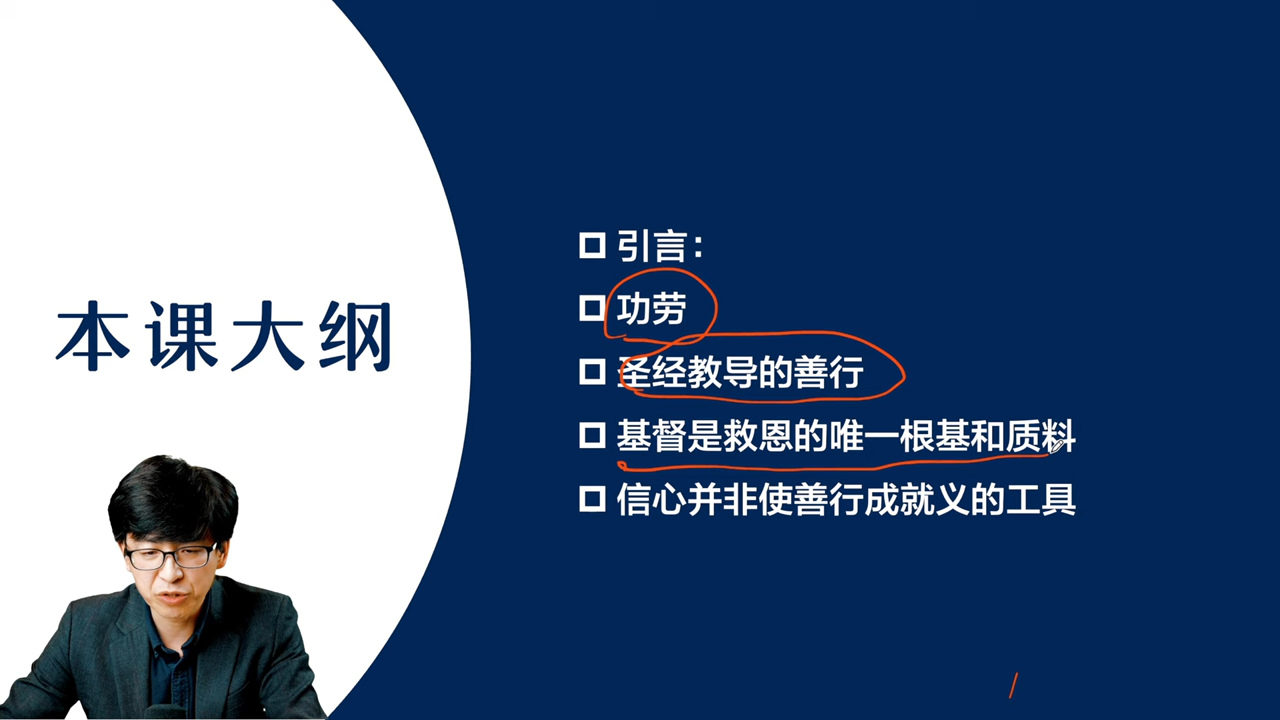 本课大纲
引言：
功劳
圣经教导的善行
基督是救恩的唯一根基和质料
信心并非使善行成就义的工具